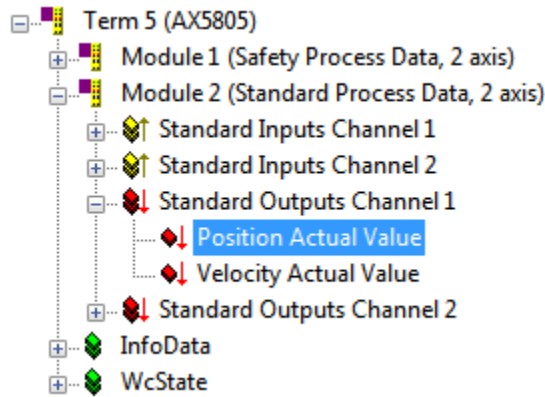 Term 5 (AX5805)
Module 1 (Safety Process Data, 2 axis)
Module 2 (Standard Process Data, 2 axis)
Standard Inputs Channel 1
Standard Inputs Channel 2
Standard Outputs Channel 1
Position Actual Value
Velocity Actual Value
Standard Outputs Channel 2
InfoData
WcState